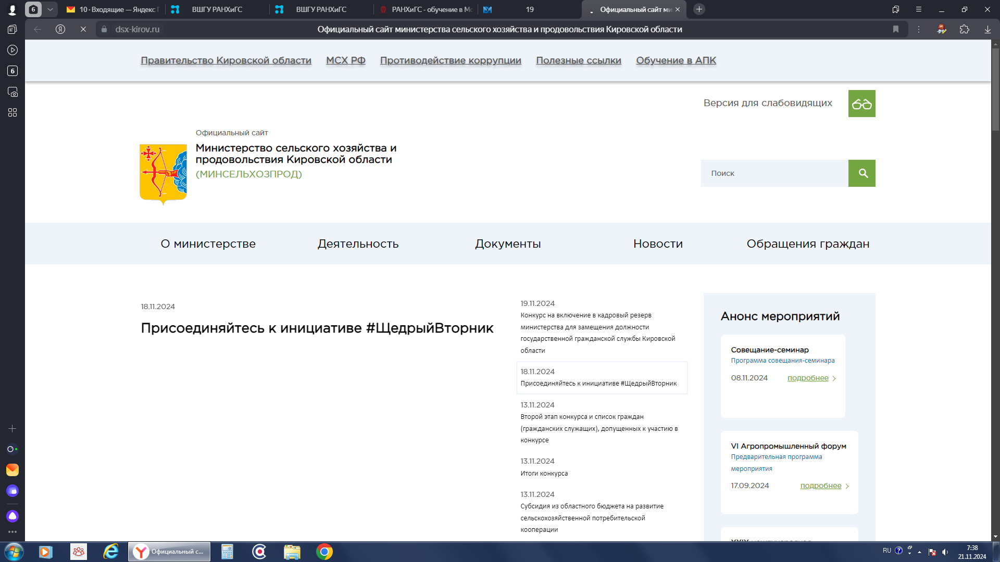 6
10 · Входящие — Яндекс
ВШГУ РАНХиГС
ВШГУ РАНХиГС
РАНХиГС - обучение в Мо
19
Официальный сайт ми
dsx-kirov.ru
Официальный сайт министерства сельского хозяйства и продовольствия Кировской области
6
Правительство Кировской области
МСХ РФ
Противодействие коррупции
Полезные ссылки
Обучение в АПК
Версия для слабовидящих
Официальный сайт
Министерство сельского хозяйства и
продовольствия Кировской области
(МИНСЕЛЬХОЗПРОД)
Поиск
О министерстве
Деятельность
Документы
Новости
Обращения граждан
18.11.2024
Присоединяйтесь к инициативе #ЩедрыйВторник
19.11.2024
Конкурс на включение в кадровый резерв
министерства для замещения должности
государственной гражданской службы Кировской
области
18.11.2024
Присоединяйтесь к инициативе #ЩедрыйВторник
13.11.2024
Второй этап конкурса и список граждан
(гражданских служащих), допущенных к участию в
конкурсе
13.11.2024
Итоги конкурса
13.11.2024
Субсидия из областного бюджета на развитие
сельскохозяйственной потребительской
кооперации
Анонс мероприятий
Совещание-семинар
Программа совещания-семинара
08.11.2024
подробнее
VI Агропромышленный форум
Предварительная программа
мероприятия
17.09.2024
подробнее
Официальный с...
RU
7:38
21.11.2024